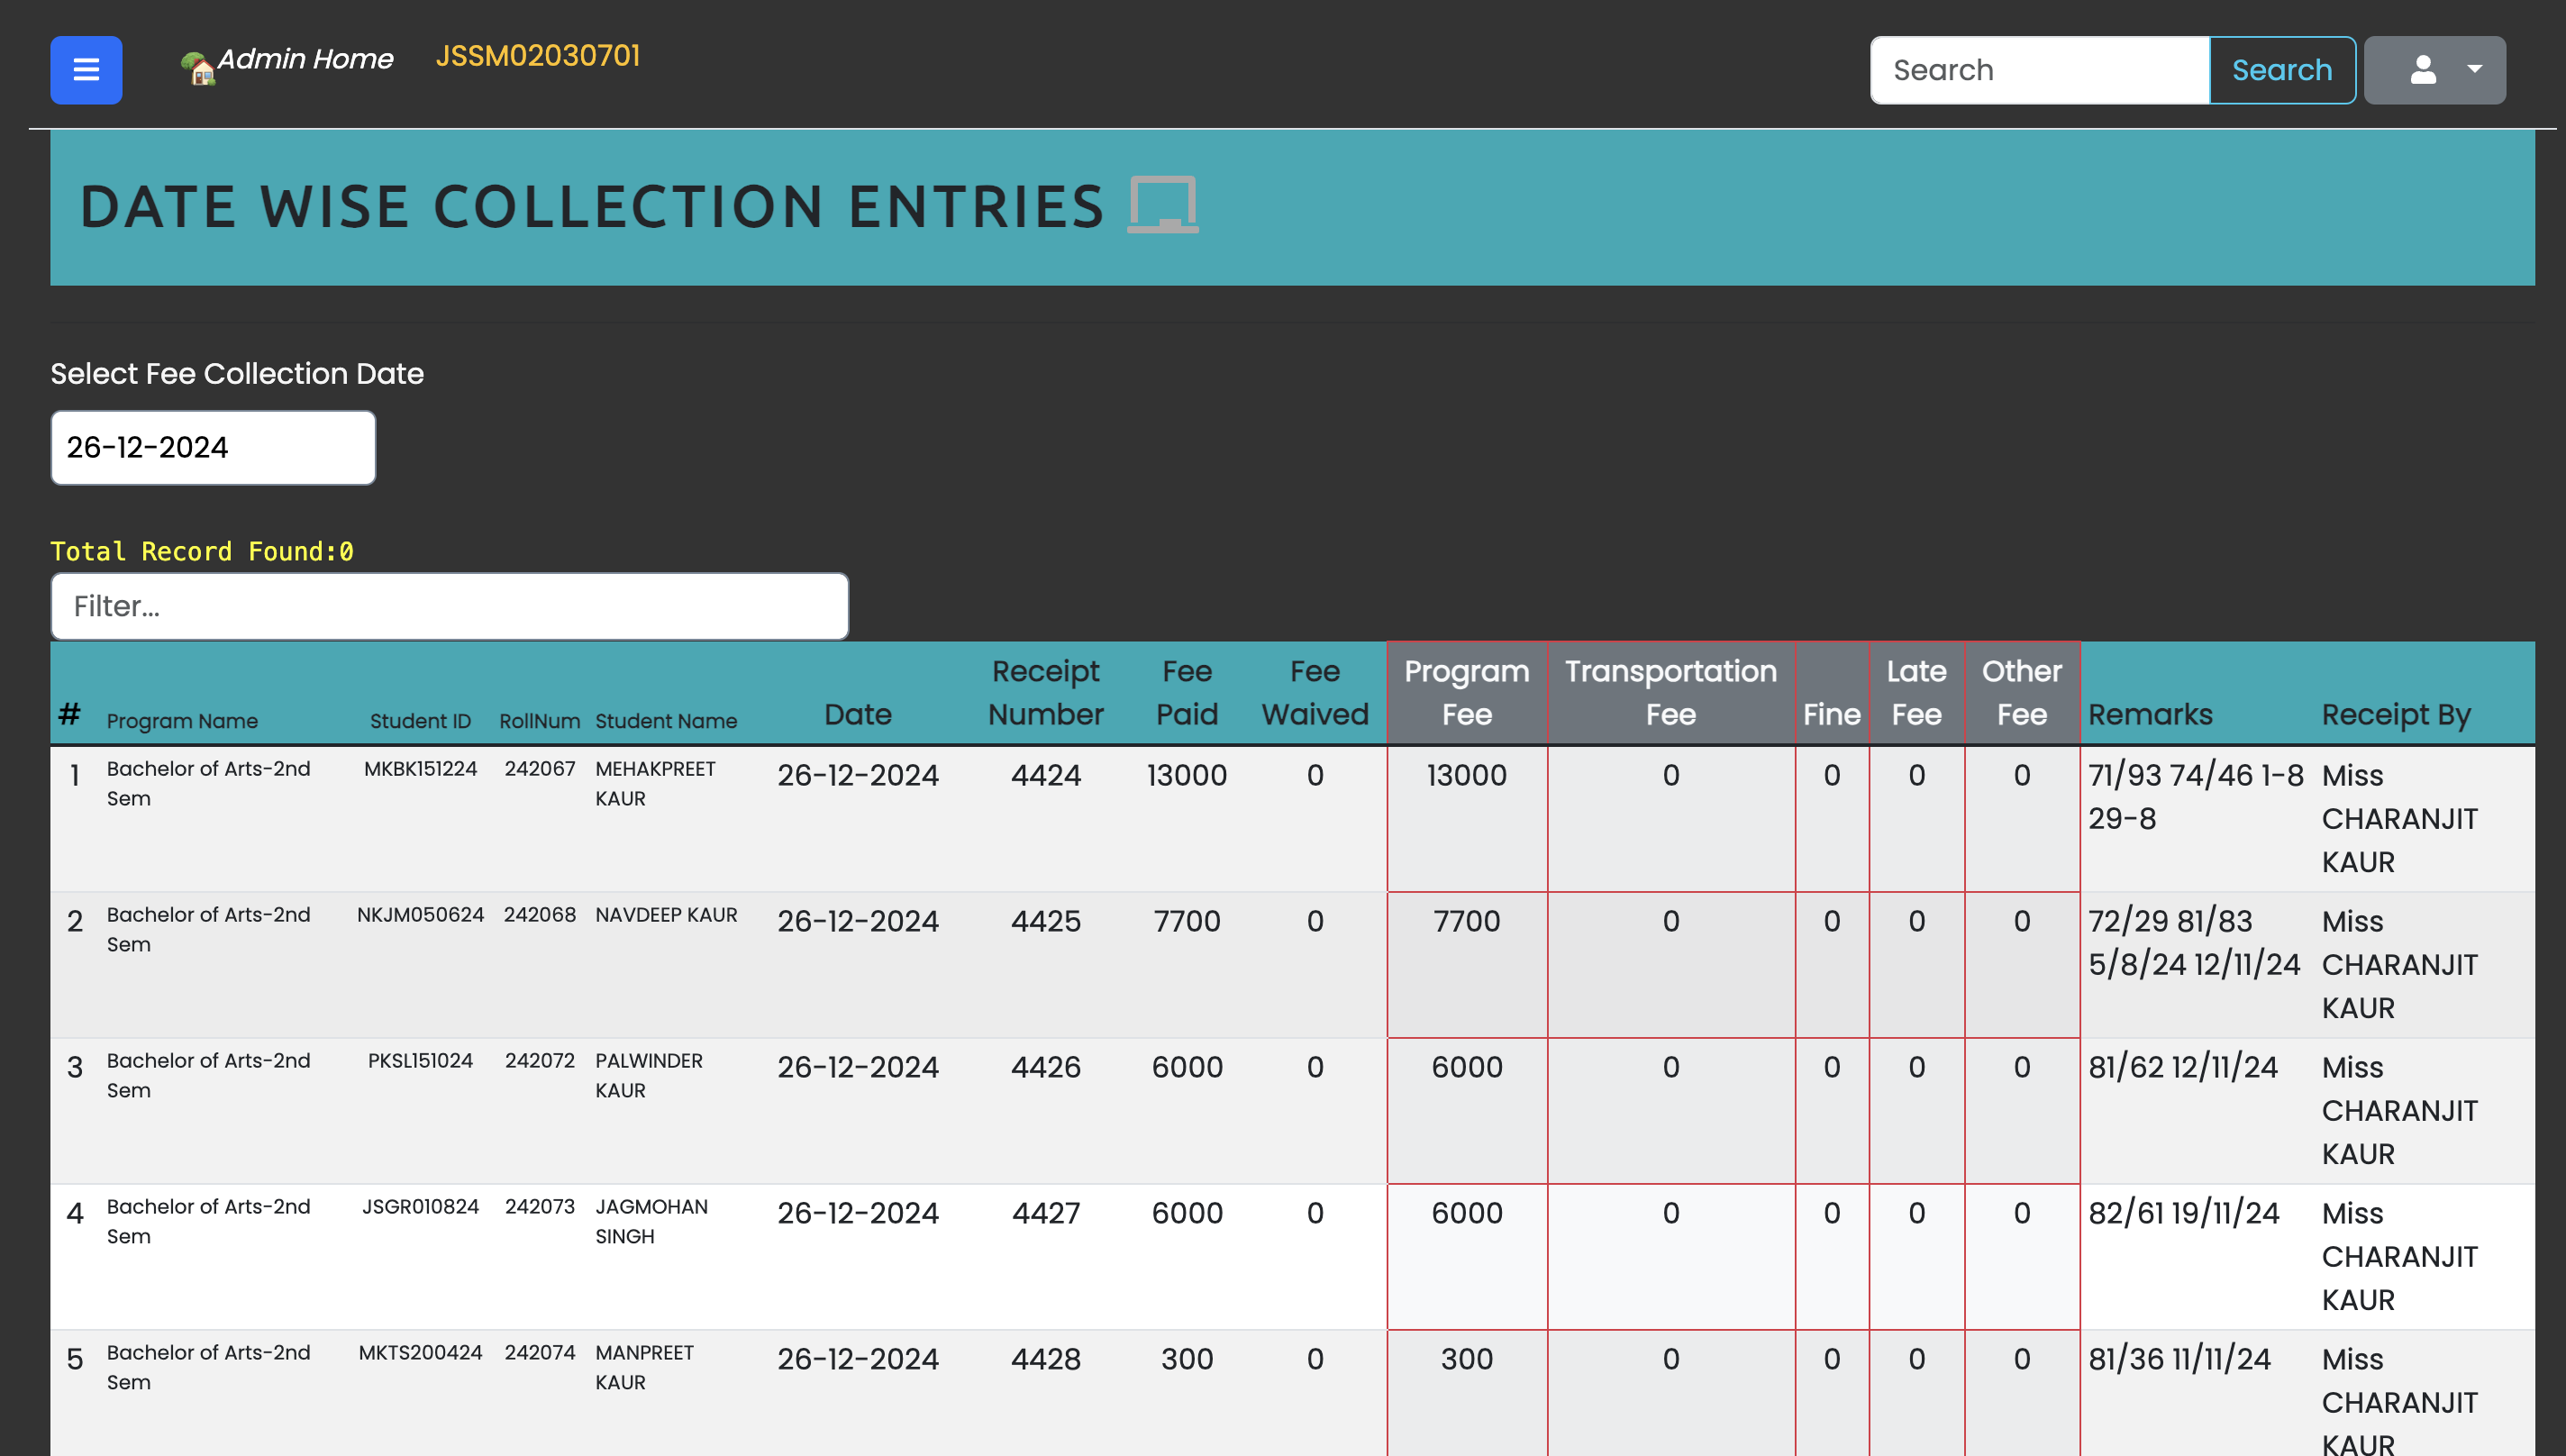 Admin Home JSSM02030701 Search Search
DATE WISE COLLECTION ENTRIES
Select Fee Collection Date
26-12-2024
Total Record Found:0
Filter...
# Program Name Student ID RollNum Student Name Date Receipt Number Fee Paid Fee Waived Program Fee Transportation Fee Fine Late Fee Other Fee Remarks Receipt By
1 Bachelor of Arts-2nd Sem MKBK151224 242067 MEHAKPREET KAUR 26-12-2024 4424 13000 0 13000 0 0 0 0 71/93 74/46 1-8 29-8 Miss CHARANJIT KAUR
2 Bachelor of Arts-2nd Sem NKJM050624 242068 NAVDEEP KAUR 26-12-2024 4425 7700 0 7700 0 0 0 0 72/29 81/83 5/8/24 12/11/24 Miss CHARANJIT KAUR
3 Bachelor of Arts-2nd Sem PKSL151024 242072 PALWINDER KAUR 26-12-2024 4426 6000 0 6000 0 0 0 0 81/62 12/11/24 Miss CHARANJIT KAUR
4 Bachelor of Arts-2nd Sem JSGR010824 242073 JAGMOHAN SINGH 26-12-2024 4427 6000 0 6000 0 0 0 0 82/61 19/11/24 Miss CHARANJIT KAUR
5 Bachelor of Arts-2nd Sem MKTS200424 242074 MANPREET KAUR 26-12-2024 4428 300 0 300 0 0 0 0 81/36 11/11/24 Miss CHARANJIT KAUR